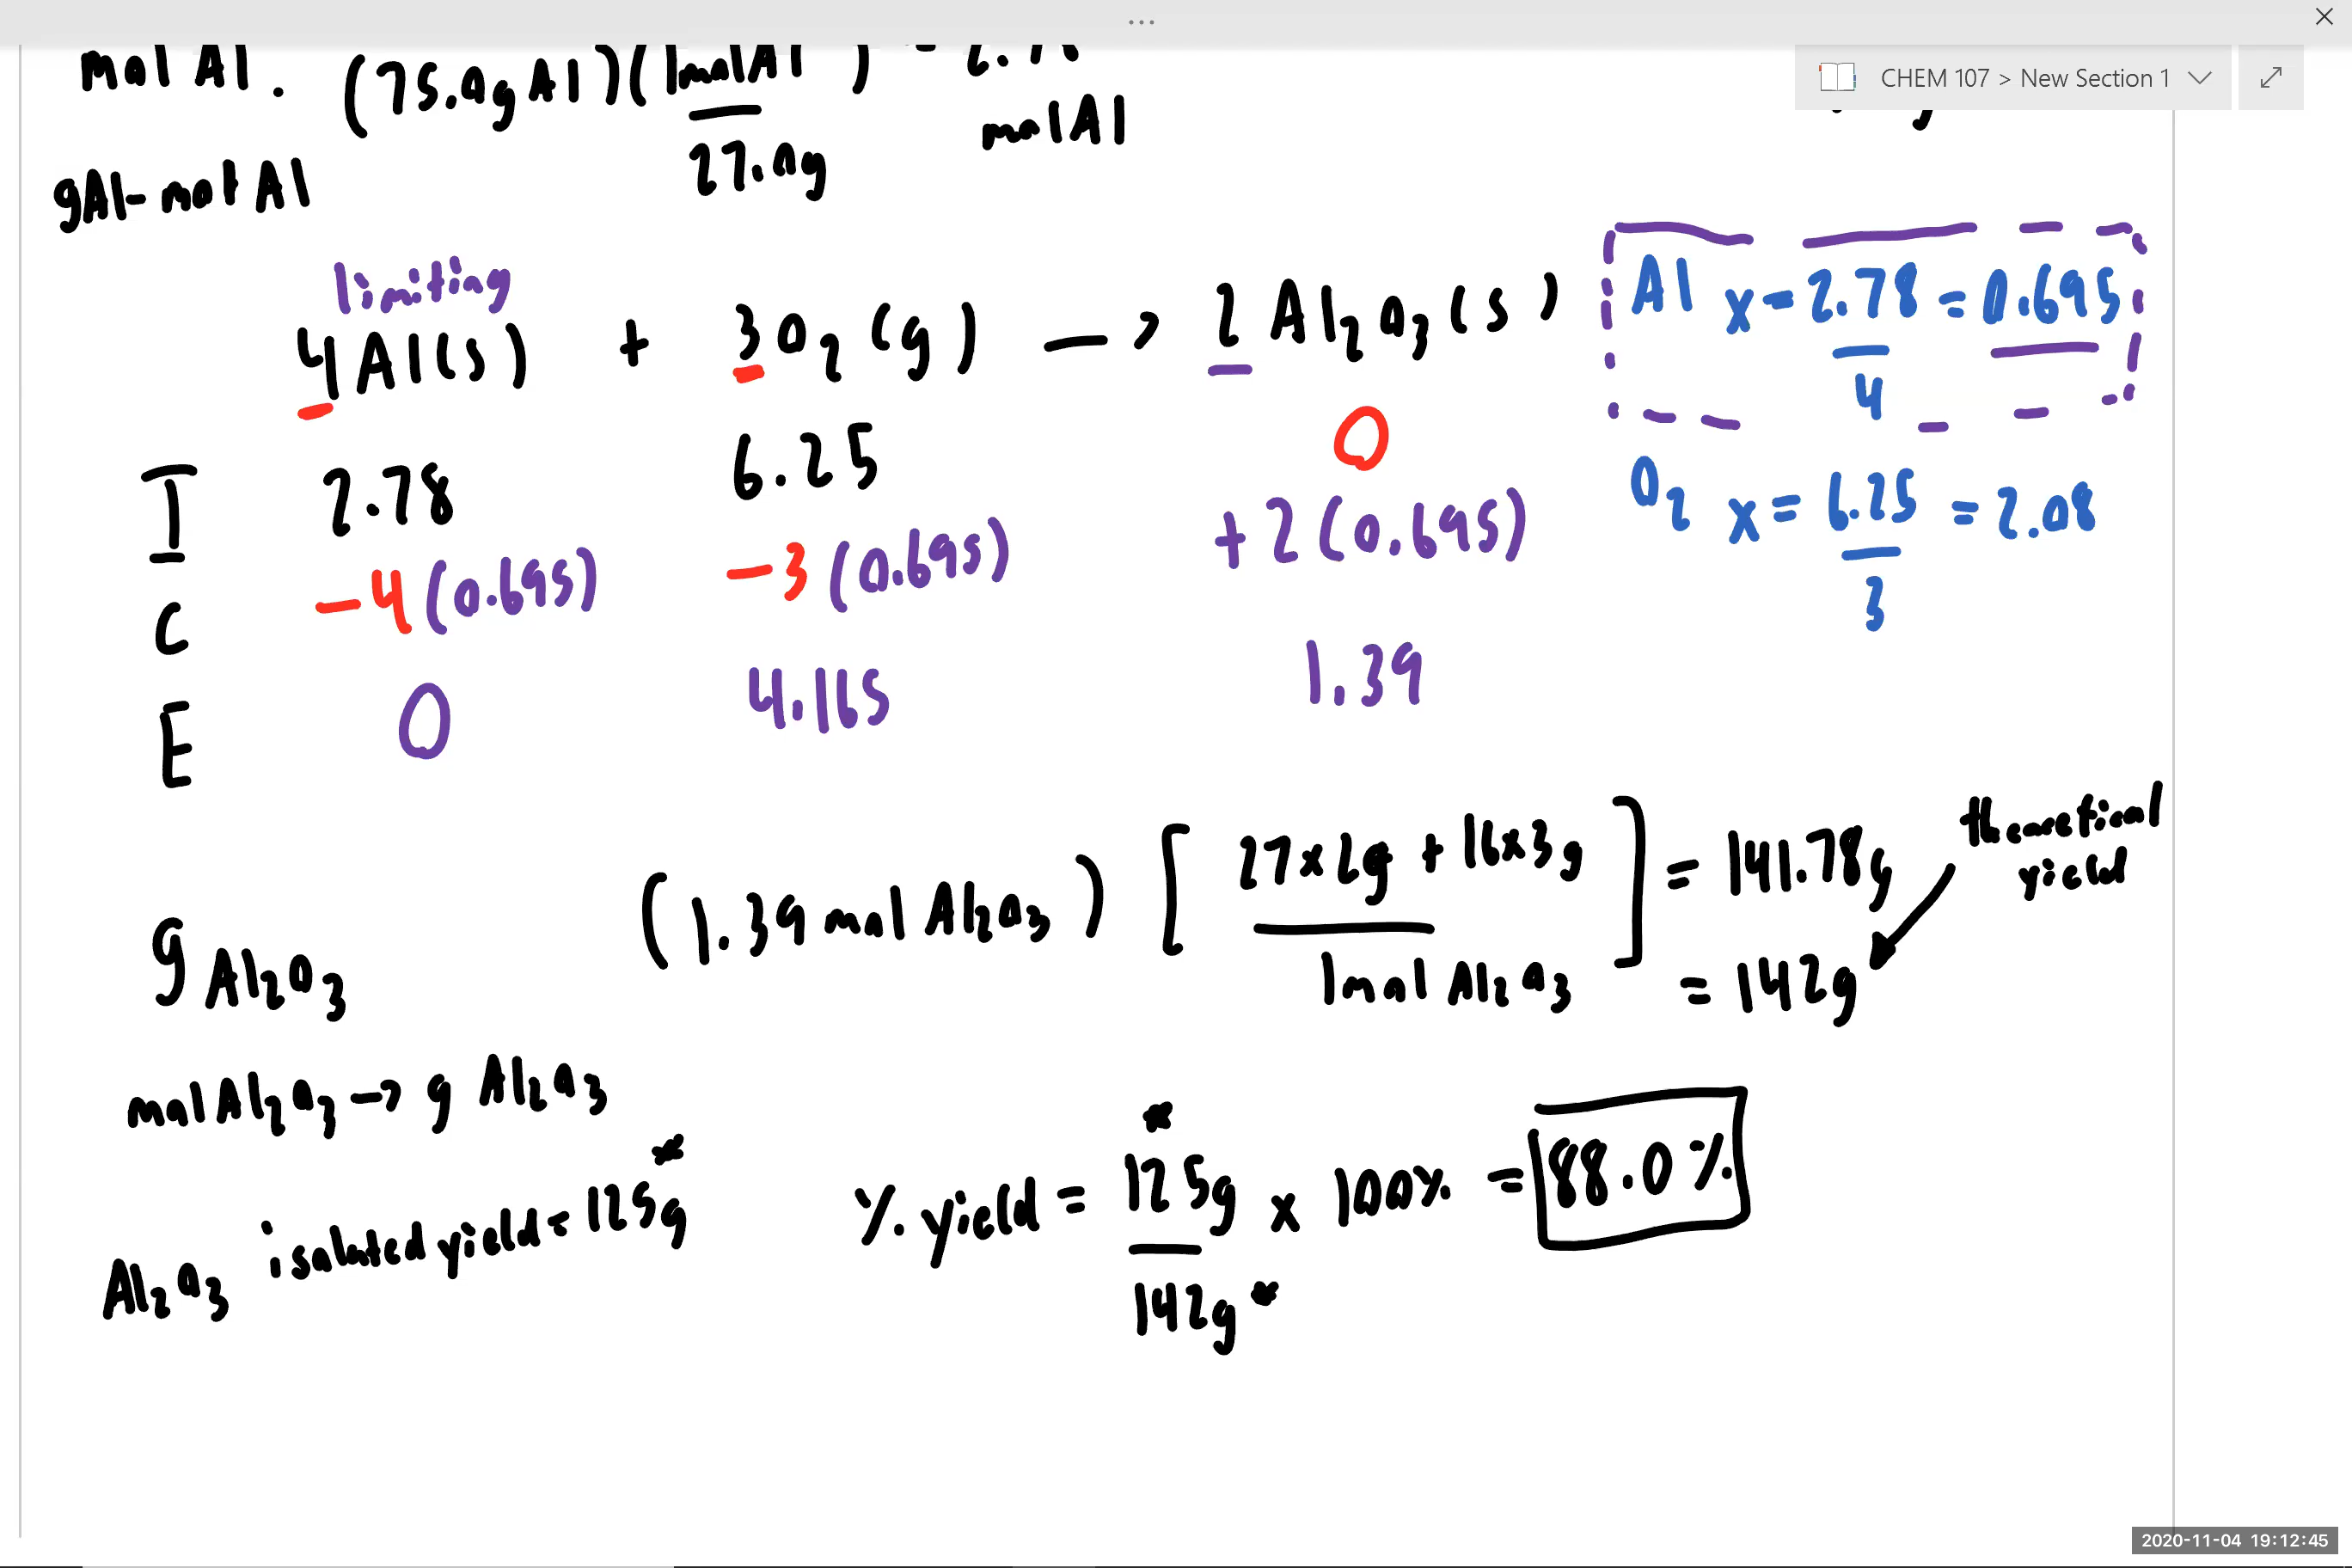 CHEM 107 > New Section 1
mol Al. (75.0g Al)(1mol Al)
27.0g
mol Al
gAl-mol Al
limiting
4Al(s) + 3O2(g) → 2Al2O3(s)
Al x=2.78=0.695
4
I 2.78 6.25 0
O2 x=6.25=2.08
3
C -4(0.695) -3(0.695) +2(0.695)
E 0 4.165 1.39
gAl2O3 (1.39 mol Al2O3) [27×2g+16×3g] = 141.78g
1mol Al2O3
theoretical
yield
= 142g
mol Al2O3 → g Al2O3
Al2O3 isolated yield = 125g*
% yield = 125g* × 100% = 88.0%
142g*
2020-11-04 19:12:45